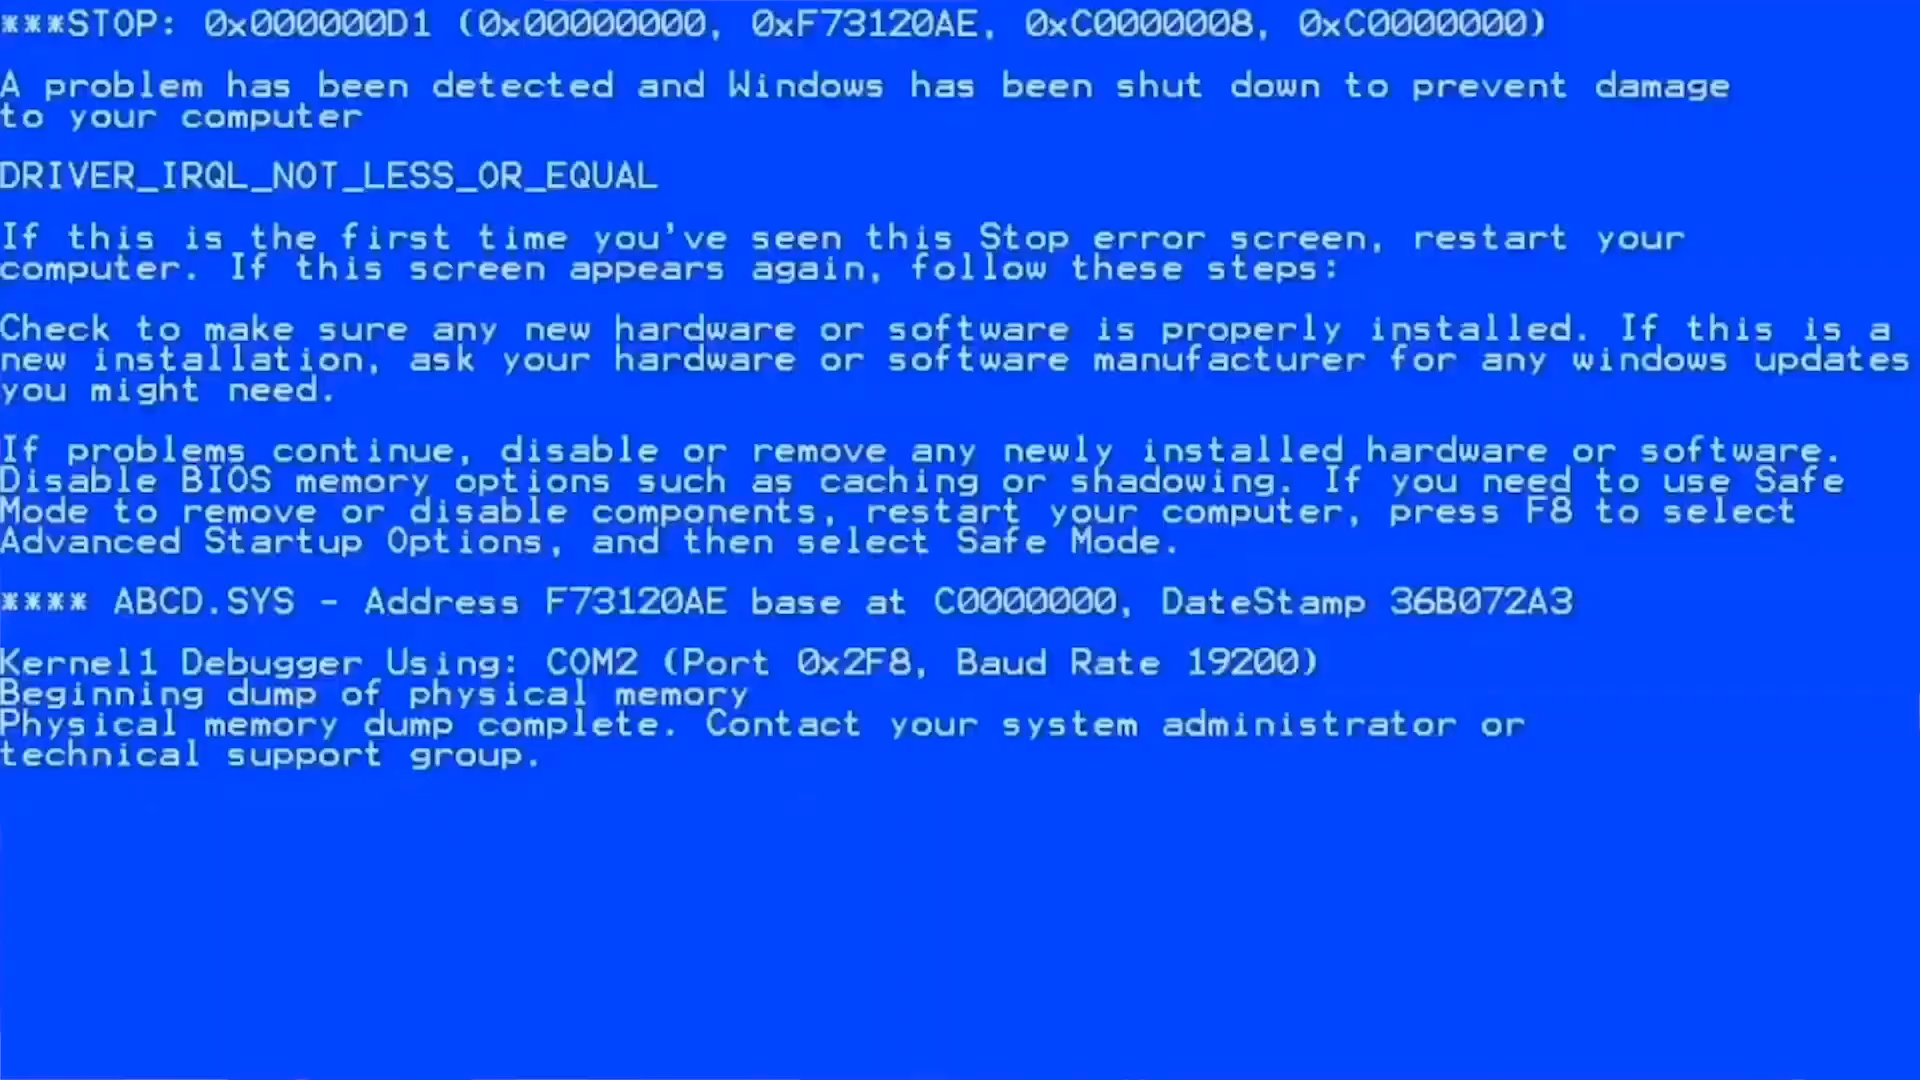 ***STOP: 0x000000D1 (0x00000000, 0xF73120AE, 0xC0000008, 0xC0000000)
A problem has been detected and Windows has been shut down to prevent damage
to your computer
DRIVER_IRQL_NOT_LESS_OR_EQUAL
If this is the first time you've seen this Stop error screen, restart your
computer. If this screen appears again, follow these steps:
Check to make sure any new hardware or software is properly installed. If this is a
new installation, ask your hardware or software manufacturer for any windows updates
you might need.
If problems continue, disable or remove any newly installed hardware or software.
Disable BIOS memory options such as caching or shadowing. If you need to use Safe
Mode to remove or disable components, restart your computer, press F8 to select
Advanced Startup Options, and then select Safe Mode.
**** ABCD.SYS - Address F73120AE base at C0000000, DateStamp 36B072A3
Kernel1 Debugger Using: COM2 (Port 0x2F8, Baud Rate 19200)
Beginning dump of physical memory
Physical memory dump complete. Contact your system administrator or
technical support group.